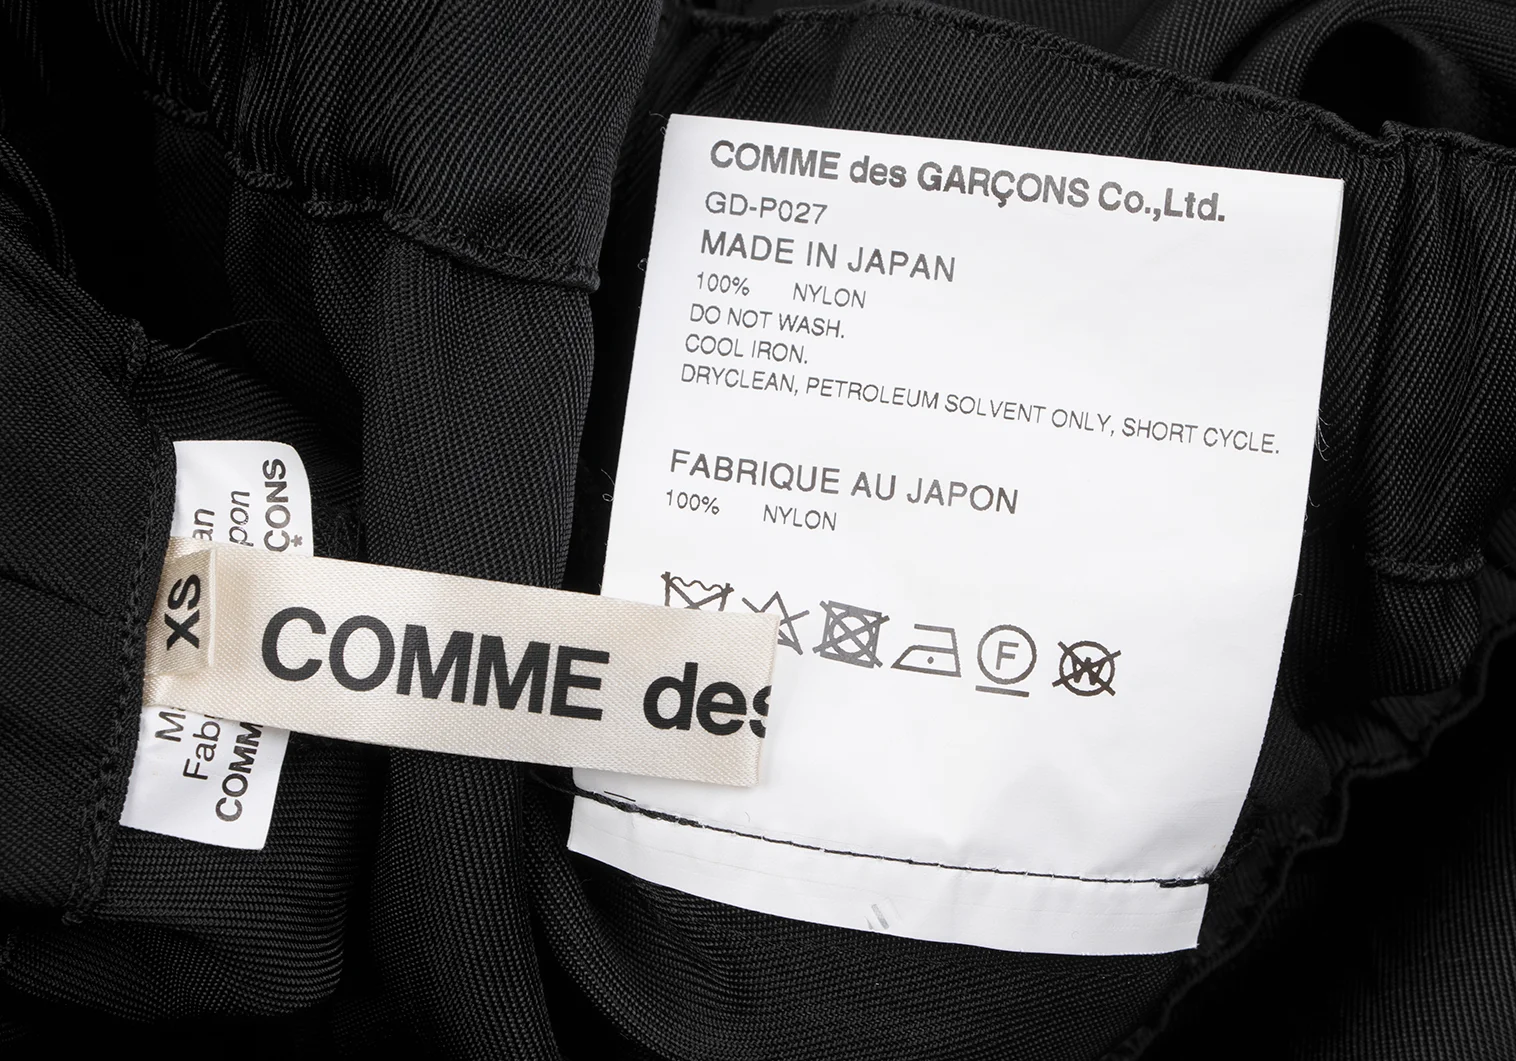 COMME des GARÇONS Co.,Ltd.
GD-P027
MADE IN JAPAN
100% NYLON
DO NOT WASH.
COOL IRON.
DRYCLEAN, PETROLEUM SOLVENT ONLY, SHORT CYCLE.
FABRIQUE AU JAPON
100% NYLON
F
W
XS
COMME des